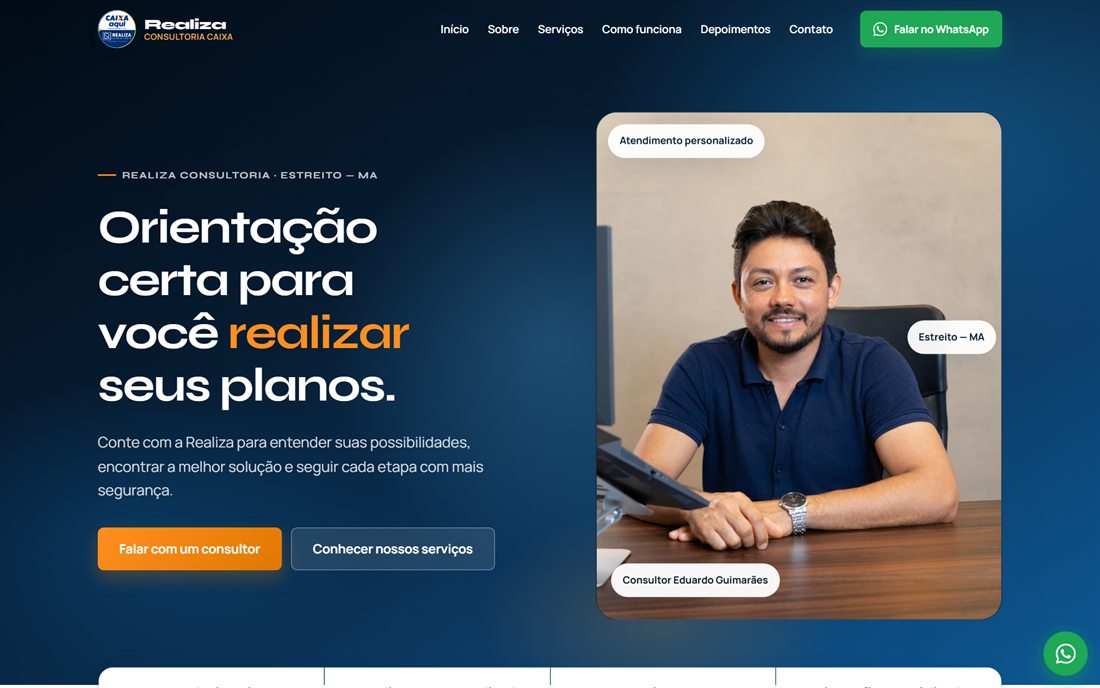 CAIXA
aqui
REALIZA
Realiza
CONSULTORIA CAIXA
Início
Sobre
Serviços
Como funciona
Depoimentos
Contato
Falar no WhatsApp
REALIZA CONSULTORIA · ESTREITO — MA
Orientação
certa para
você realizar
seus planos.
Conte com a Realiza para entender suas possibilidades,
encontrar a melhor solução e seguir cada etapa com mais
segurança.
Falar com um consultor
Conhecer nossos serviços
Atendimento personalizado
Estreito — MA
Consultor Eduardo Guimarães